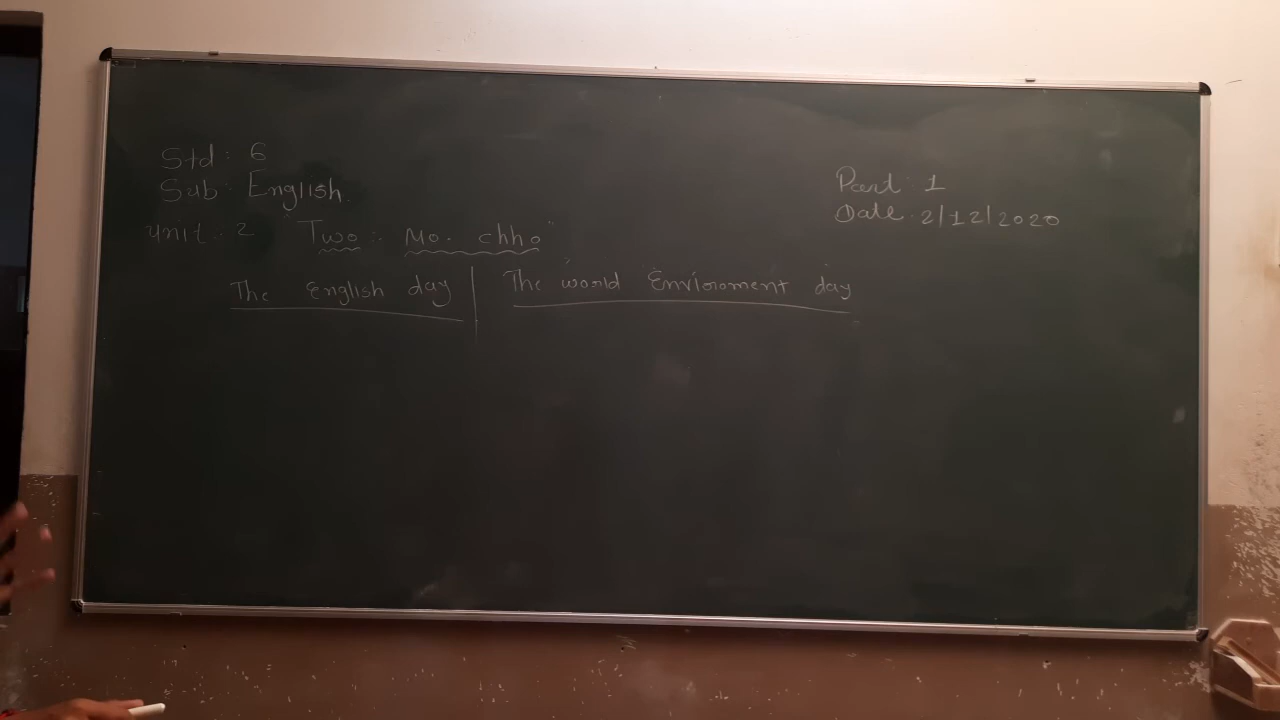 Std : 6
Sub : English.
Part : 1
Date : 2/12/2020
unit : 2 "Two : Mo. chho"
The English day | The world Enviroment day